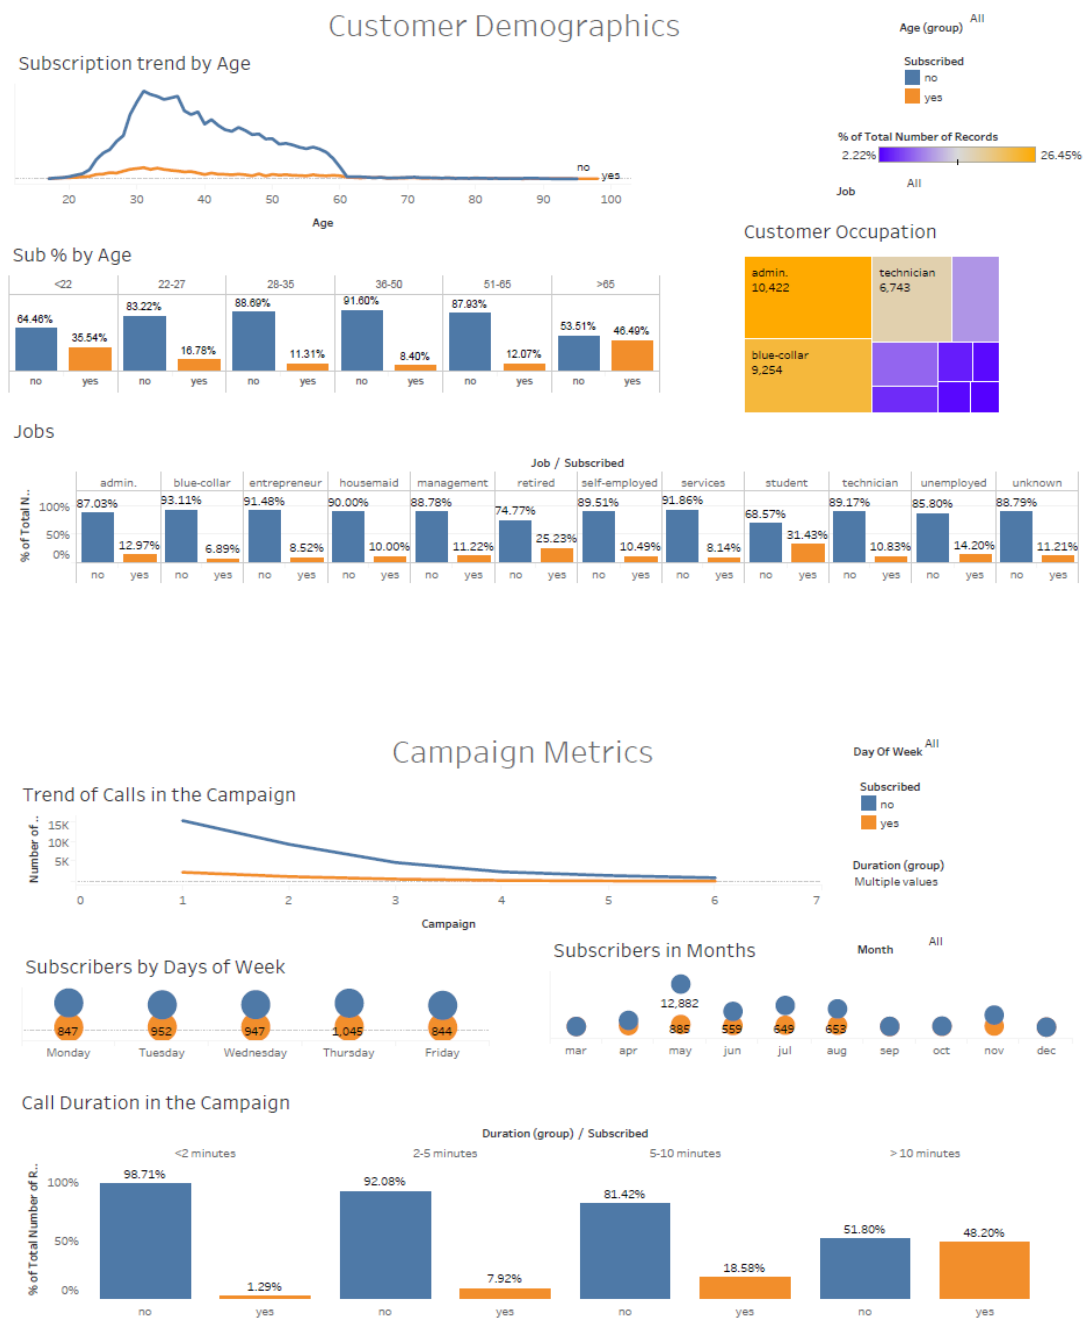 Customer Demographics
Age (group) All
Subscription trend by Age
Subscribed
no
yes
% of Total Number of Records
2.22% 26.45%
Job All
no
yes
20 30 40 50 60 70 80 90 100
Age
Customer Occupation
admin.
10,422
technician
6,743
blue-collar
9,254
Sub % by Age
<22 22-27 28-35 36-50 51-65 >65
64.46% 35.54% 83.22% 16.78% 88.69% 11.31% 91.60% 8.40% 87.93% 12.07% 53.51% 46.49%
no yes no yes no yes no yes no yes no yes
Jobs
Job / Subscribed
admin. blue-collar entrepreneur housemaid management retired self-employed services student technician unemployed unknown
% of Total N..
100%
50%
0%
87.03% 12.97% 93.11% 6.89% 91.48% 8.52% 90.00% 10.00% 88.78% 11.22% 74.77% 25.23% 89.51% 10.49% 91.86% 8.14% 68.57% 31.43% 89.17% 10.83% 85.80% 14.20% 88.79% 11.21%
no yes no yes no yes no yes no yes no yes no yes no yes no yes no yes no yes no yes
Campaign Metrics
Day Of Week All
Trend of Calls in the Campaign
Subscribed
no
yes
Number of ..
15K
10K
5K
Duration (group)
Multiple values
0 1 2 3 4 5 6 7
Campaign
Subscribers by Days of Week
847 952 947 1,045 844
Monday Tuesday Wednesday Thursday Friday
Subscribers in Months
Month All
12,882
885 559 649 653
mar apr may jun jul aug sep oct nov dec
Call Duration in the Campaign
Duration (group) / Subscribed
<2 minutes 2-5 minutes 5-10 minutes > 10 minutes
% of Total Number of R..
100%
50%
0%
98.71% 1.29% 92.08% 7.92% 81.42% 18.58% 51.80% 48.20%
no yes no yes no yes no yes